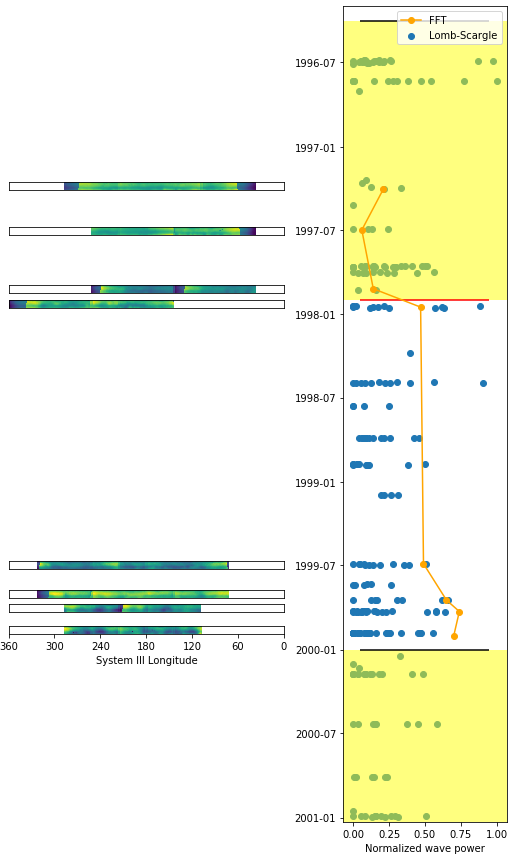 FFT
Lomb-Scargle
1996-07
1997-01
1997-07
1998-01
1998-07
1999-01
1999-07
2000-01
2000-07
2001-01
360 300 240 180 120 60 0
System III Longitude
0.00 0.25 0.50 0.75 1.00
Normalized wave power